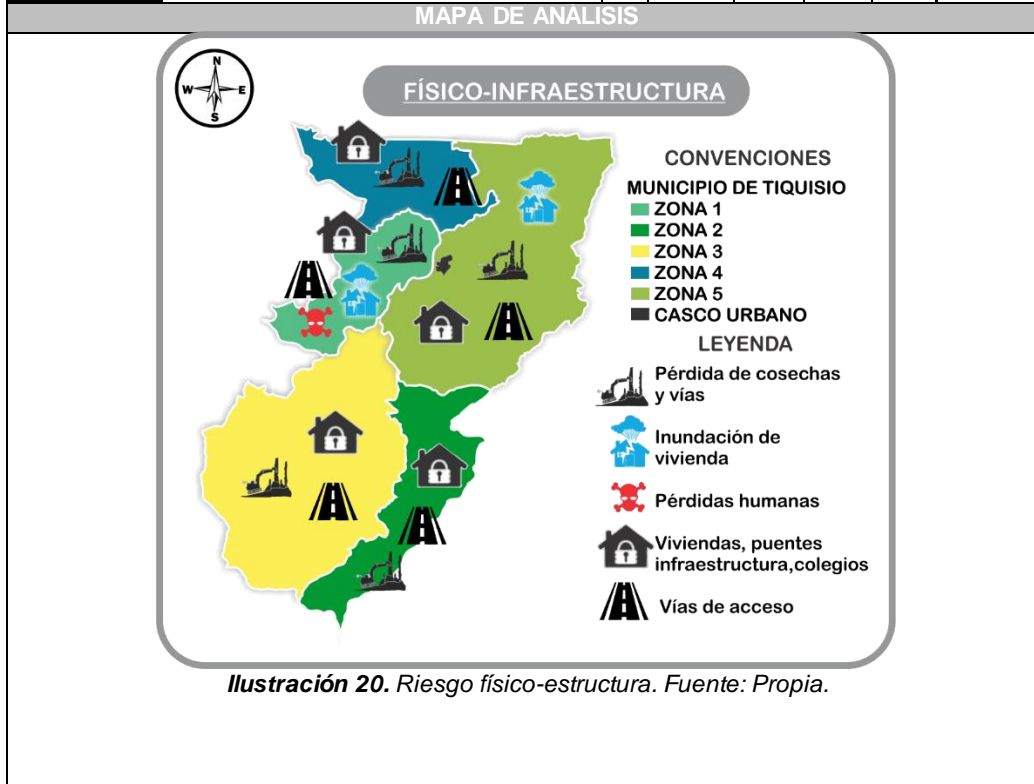 MAPA DE ANÁLISIS
N
W
E
S
FÍSICO-INFRAESTRUCTURA
CONVENCIONES
MUNICIPIO DE TIQUISIO
ZONA 1
ZONA 2
ZONA 3
ZONA 4
ZONA 5
CASCO URBANO
LEYENDA
Pérdida de cosechas
y vías
Inundación de
vivienda
Pérdidas humanas
Viviendas, puentes
infraestructura,colegios
Vías de acceso
Ilustración 20. Riesgo físico-estructura. Fuente: Propia.